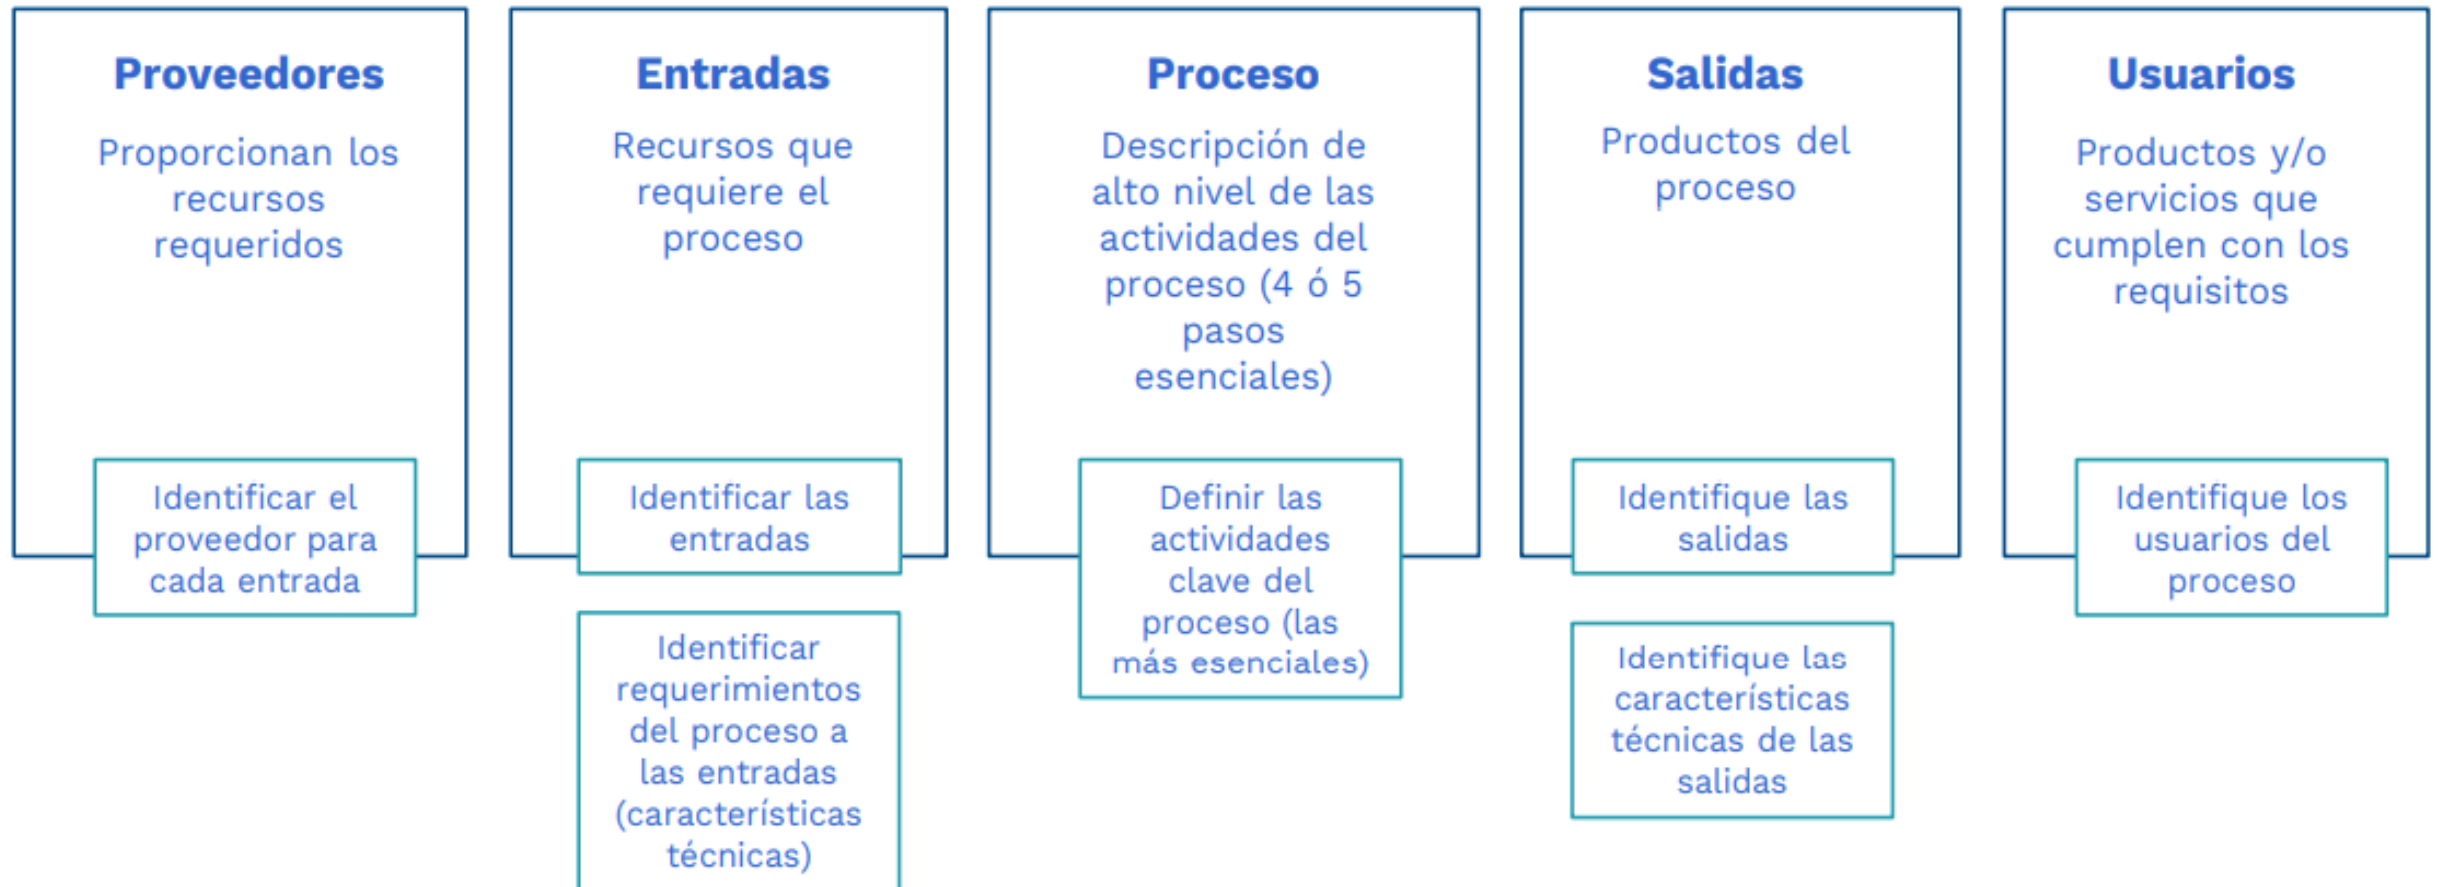 Proveedores
Proporcionan los
recursos
requeridos
Identificar el
proveedor para
cada entrada
Entradas
Recursos que
requiere el
proceso
Identificar las
entradas
Identificar
requerimientos
del proceso a
las entradas
(características
técnicas)
Proceso
Descripción de
alto nivel de las
actividades del
proceso (4 ó 5
pasos
esenciales)
Definir las
actividades
clave del
proceso (las
más esenciales)
Salidas
Productos del
proceso
Identifique las
salidas
Identifique las
características
técnicas de las
salidas
Usuarios
Productos y/o
servicios que
cumplen con los
requisitos
Identifique los
usuarios del
proceso